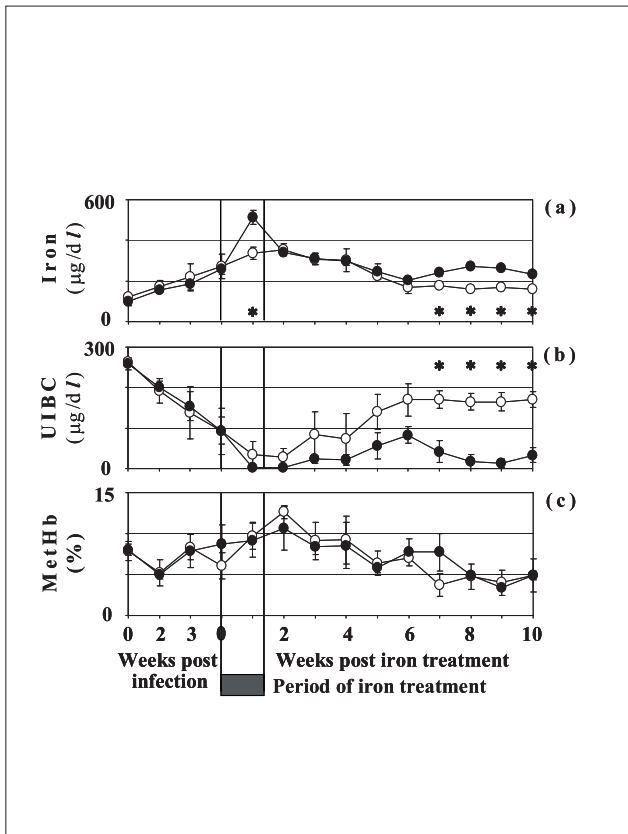 600
Iron
(µg/dl)
0
(a)
*
* * * *
300
UIBC
(µg/dl)
0
(b)
* * * *
15
MetHb
(%)
0
(c)
0 2 3 0 2 4 6 8 10
Weeks post
infection
Weeks post iron treatment
Period of iron treatment